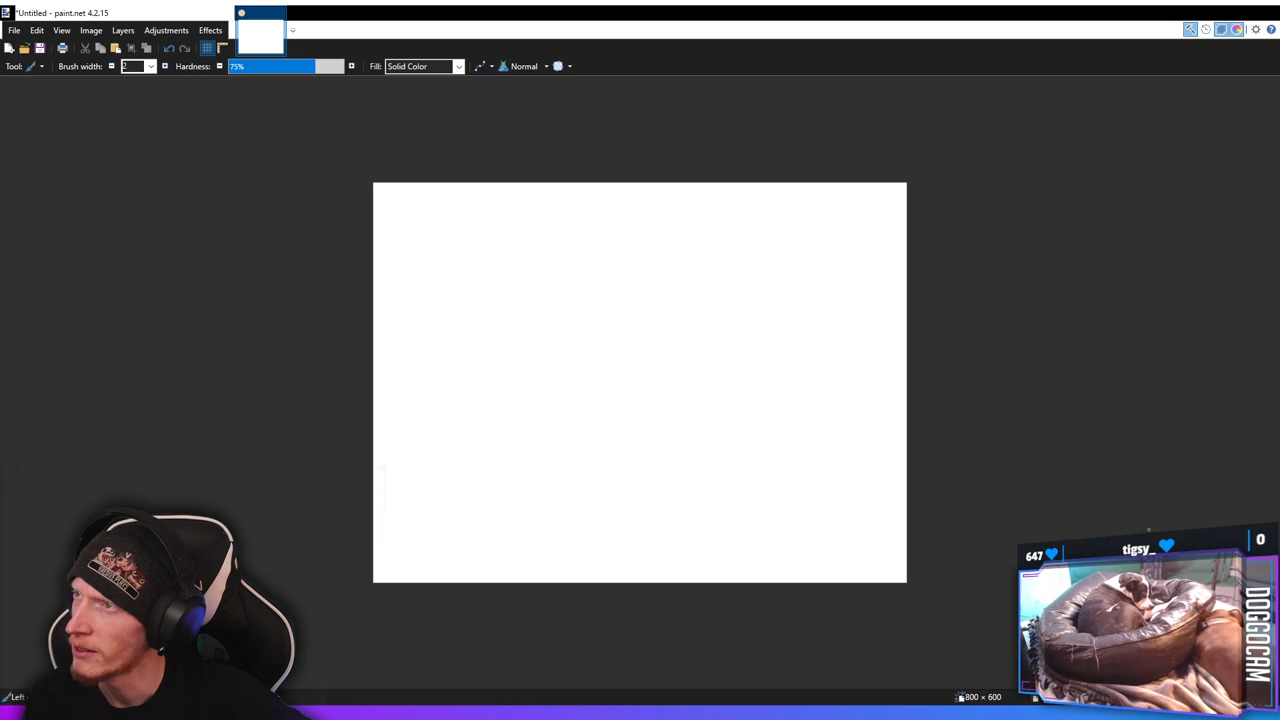 *Untitled - paint.net 4.2.15
File Edit View Image Layers Adjustments Effects
Tool: Brush width: 2 Hardness: 75% Fill: Solid Color Normal
647 tigsy_ 0
DOGGOCAM
Left
800 × 600